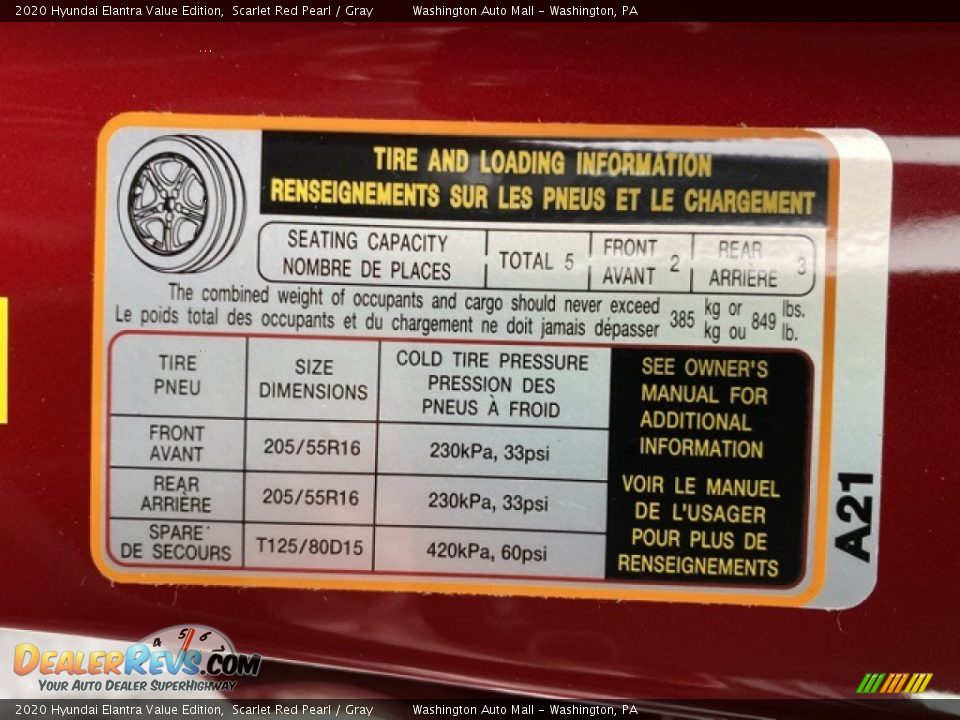 2020 Hyundai Elantra Value Edition, Scarlet Red Pearl / Gray Washington Auto Mall - Washington, PA
TIRE AND LOADING INFORMATION
RENSEIGNEMENTS SUR LES PNEUS ET LE CHARGEMENT
SEATING CAPACITY
NOMBRE DE PLACES
TOTAL 5
FRONT
AVANT
2
REAR
ARRIÈRE
3
The combined weight of occupants and cargo should never exceed
Le poids total des occupants et du chargement ne doit jamais dépasser
385
kg or
kg ou
849
lbs.
lb.
TIRE
PNEU
SIZE
DIMENSIONS
COLD TIRE PRESSURE
PRESSION DES
PNEUS À FROID
FRONT
AVANT
205/55R16
230kPa, 33psi
REAR
ARRIÈRE
205/55R16
230kPa, 33psi
SPARE
DE SECOURS
T125/80D15
420kPa, 60psi
SEE OWNER'S
MANUAL FOR
ADDITIONAL
INFORMATION
VOIR LE MANUEL
DE L'USAGER
POUR PLUS DE
RENSEIGNEMENTS
A21
4 5 6 7
DEALERREVS.COM
YOUR AUTO DEALER SUPERHIGHWAY
2020 Hyundai Elantra Value Edition, Scarlet Red Pearl / Gray Washington Auto Mall - Washington, PA